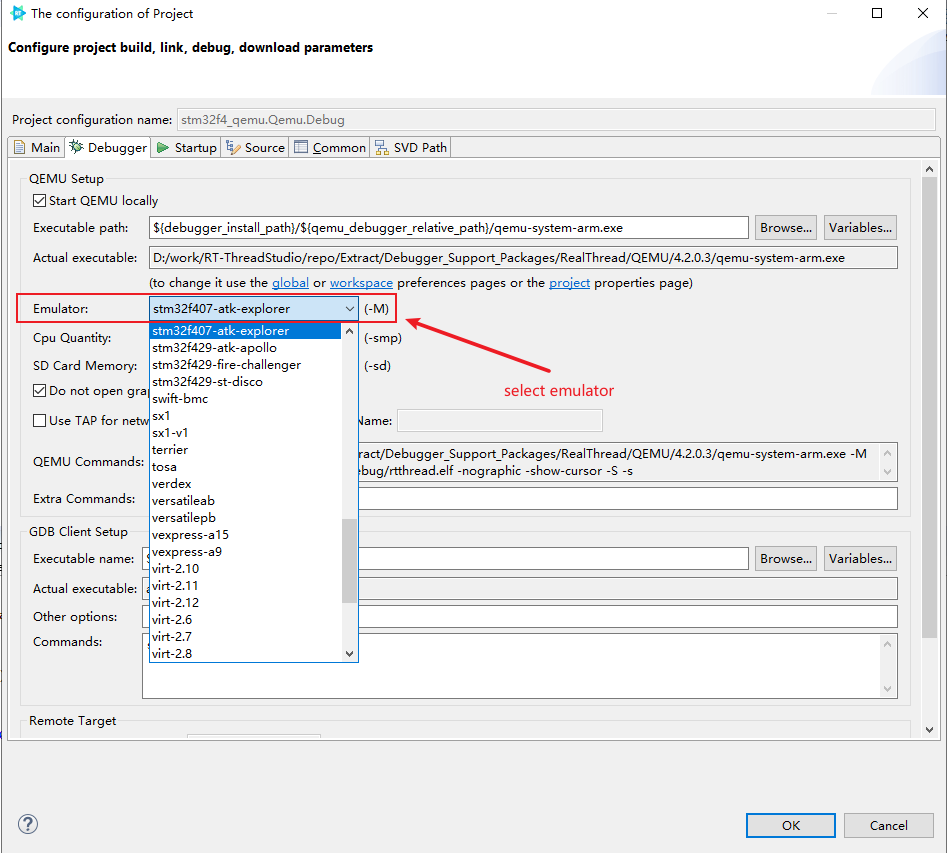 The configuration of Project
Configure project build, link, debug, download parameters
Project configuration name: stm32f4_qemu.Qemu.Debug
Main Debugger Startup Source Common SVD Path
QEMU Setup
Start QEMU locally
Executable path: ${debugger_install_path}/${qemu_debugger_relative_path}/qemu-system-arm.exe Browse... Variables...
Actual executable: D:/work/RT-ThreadStudio/repo/Extract/Debugger_Support_Packages/RealThread/QEMU/4.2.0.3/qemu-system-arm.exe
(to change it use the global or workspace preferences pages or the project properties page)
Emulator: stm32f407-atk-explorer (-M)
stm32f407-atk-explorer
Cpu Quantity: (-smp)
stm32f429-atk-apollo
stm32f429-fire-challenger
SD Card Memory: (-sd)
stm32f429-st-disco
Do not open gra
select emulator
swift-bmc
sx1
Use TAP for netw Name:
sx1-v1
terrier
ract/Debugger_Support_Packages/RealThread/QEMU/4.2.0.3/qemu-system-arm.exe -M
QEMU Commands:
tosa
ebug/rtthread.elf -nographic -show-cursor -S -s
verdex
Extra Commands:
versatileab
versatilepb
GDB Client Setup
vexpress-a15
vexpress-a9
Executable name: Browse... Variables...
virt-2.10
Actual executable:
virt-2.11
virt-2.12
Other options:
virt-2.6
virt-2.7
Commands:
virt-2.8
Remote Target
OK Cancel